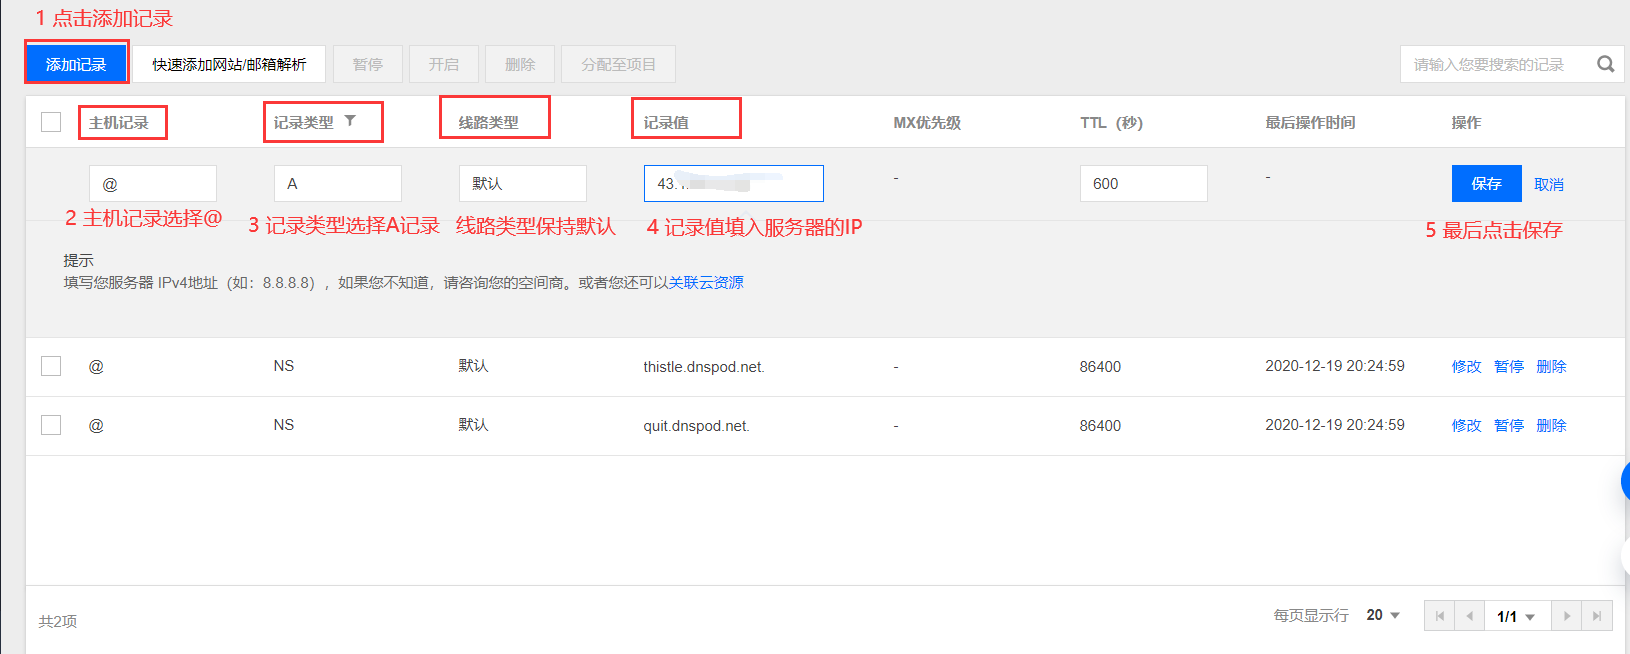 1 点击添加记录
添加记录 快速添加网站/邮箱解析 暂停 开启 删除 分配至项目 请输入您要搜索的记录
主机记录 记录类型 线路类型 记录值 MX优先级 TTL（秒） 最后操作时间 操作
@ A 默认 43. - 600 - 保存 取消
2 主机记录选择@ 3 记录类型选择A记录 线路类型保持默认 4 记录值填入服务器的IP 5 最后点击保存
提示
填写您服务器 IPv4地址（如：8.8.8.8），如果您不知道，请咨询您的空间商。或者您还可以关联云资源
@ NS 默认 thistle.dnspod.net. - 86400 2020-12-19 20:24:59 修改 暂停 删除
@ NS 默认 quit.dnspod.net. - 86400 2020-12-19 20:24:59 修改 暂停 删除
共2项 每页显示行 20 1/1